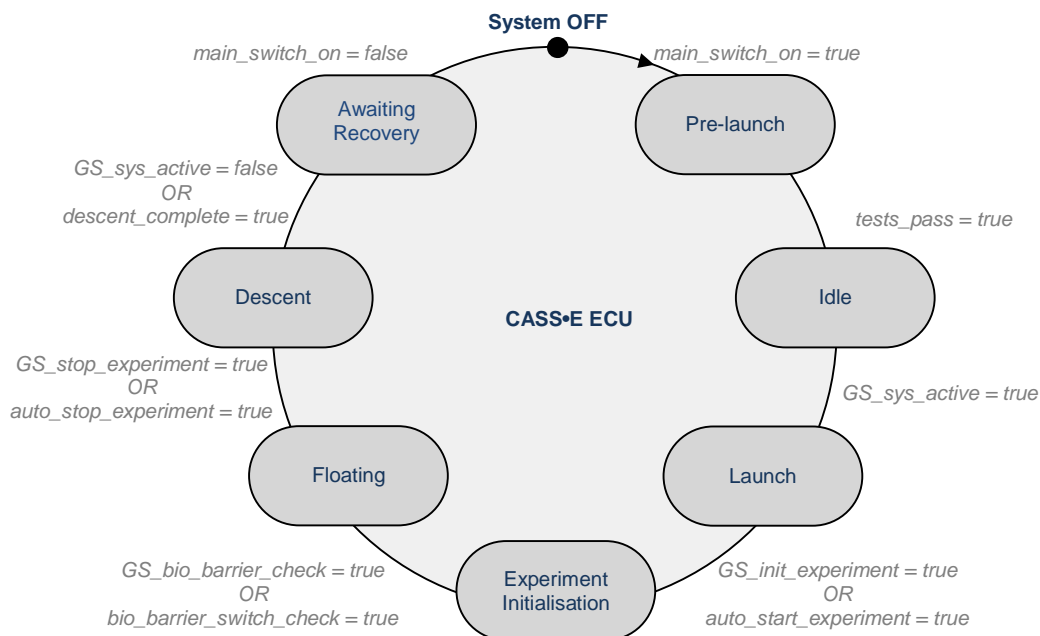 System OFF
main_switch_on = false
main_switch_on = true
Awaiting
Recovery
Pre-launch
GS_sys_active = false
OR
descent_complete = true
tests_pass = true
Descent
Idle
CASS•E ECU
GS_stop_experiment = true
OR
auto_stop_experiment = true
GS_sys_active = true
Floating
Launch
GS_bio_barrier_check = true
OR
bio_barrier_switch_check = true
Experiment
Initialisation
GS_init_experiment = true
OR
auto_start_experiment = true